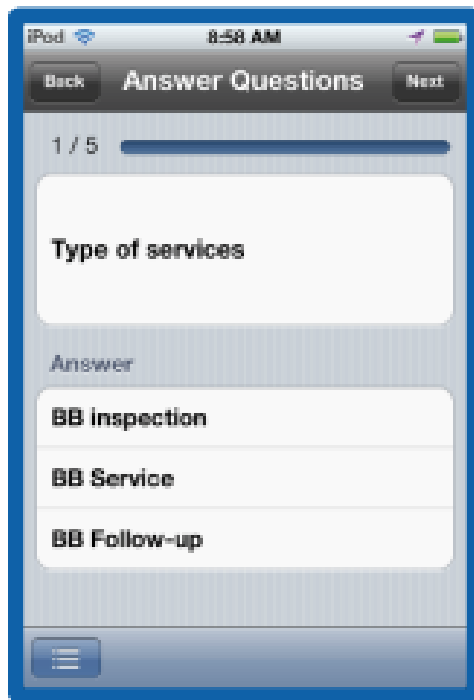 iPod 8:58 AM
Back Answer Questions Next
1 / 5
Type of services
Answer
BB inspection
BB Service
BB Follow-up